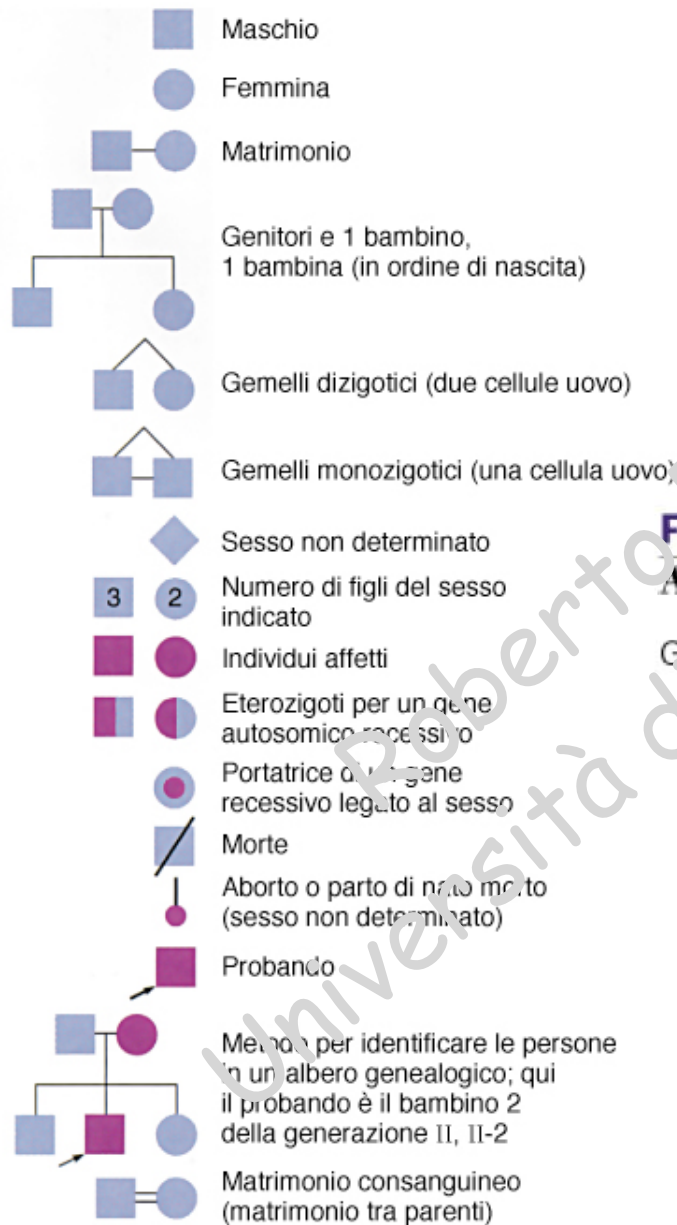 Maschio
Femmina
Matrimonio
Genitori e 1 bambino,
1 bambina (in ordine di nascita)
Gemelli dizigotici (due cellule uovo)
Gemelli monozigotici (una cellula uovo)
Sesso non determinato
3 2 Numero di figli del sesso
indicato
Individui affetti
Eterozigoti per un gene
autosomico recessivo
Portatrice di un gene
recessivo legato al sesso
Morte
Aborto o parto di nato morto
(sesso non determinato)
Probando
Metodo per identificare le persone
in un albero genealogico; qui
il probando è il bambino 2
della generazione II, II-2
Matrimonio consanguineo
(matrimonio tra parenti)
Roberto
Università d